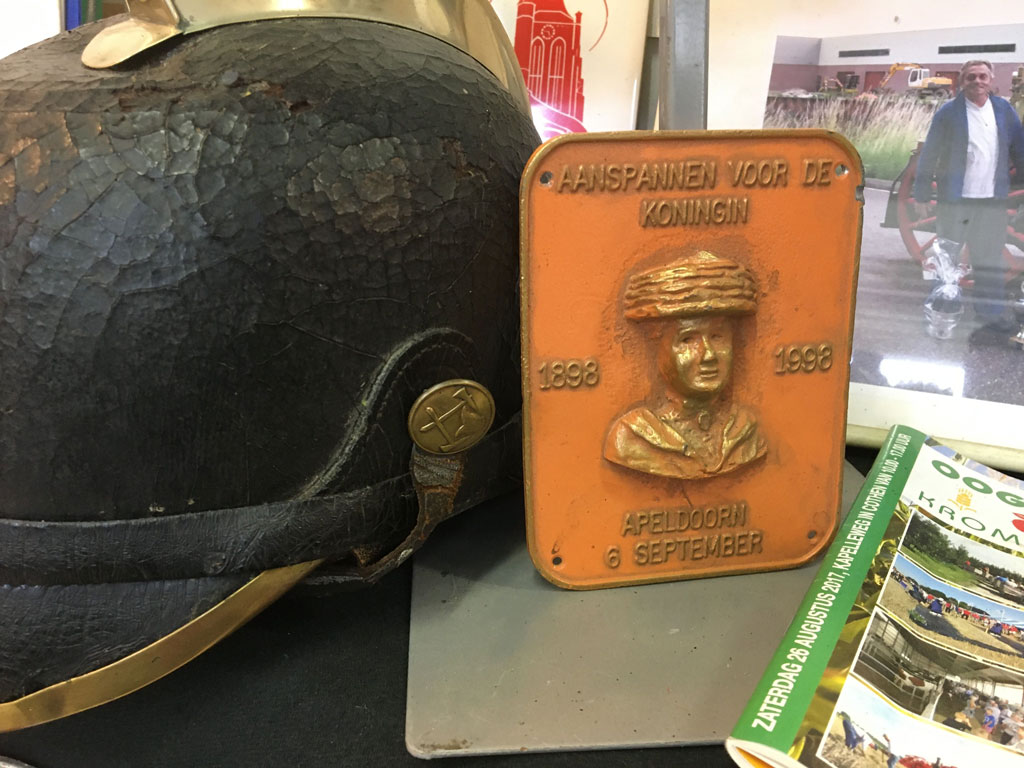 AANSPANNEN VOOR DE
KONINGIN
1898
1998
APELDOORN
6 SEPTEMBER
ZATERDAG 26 AUGUSTUS 2017, KAPELLEWEG IN COTHEN VAN 10.00 - 17.00 UUR
OOG
KROM